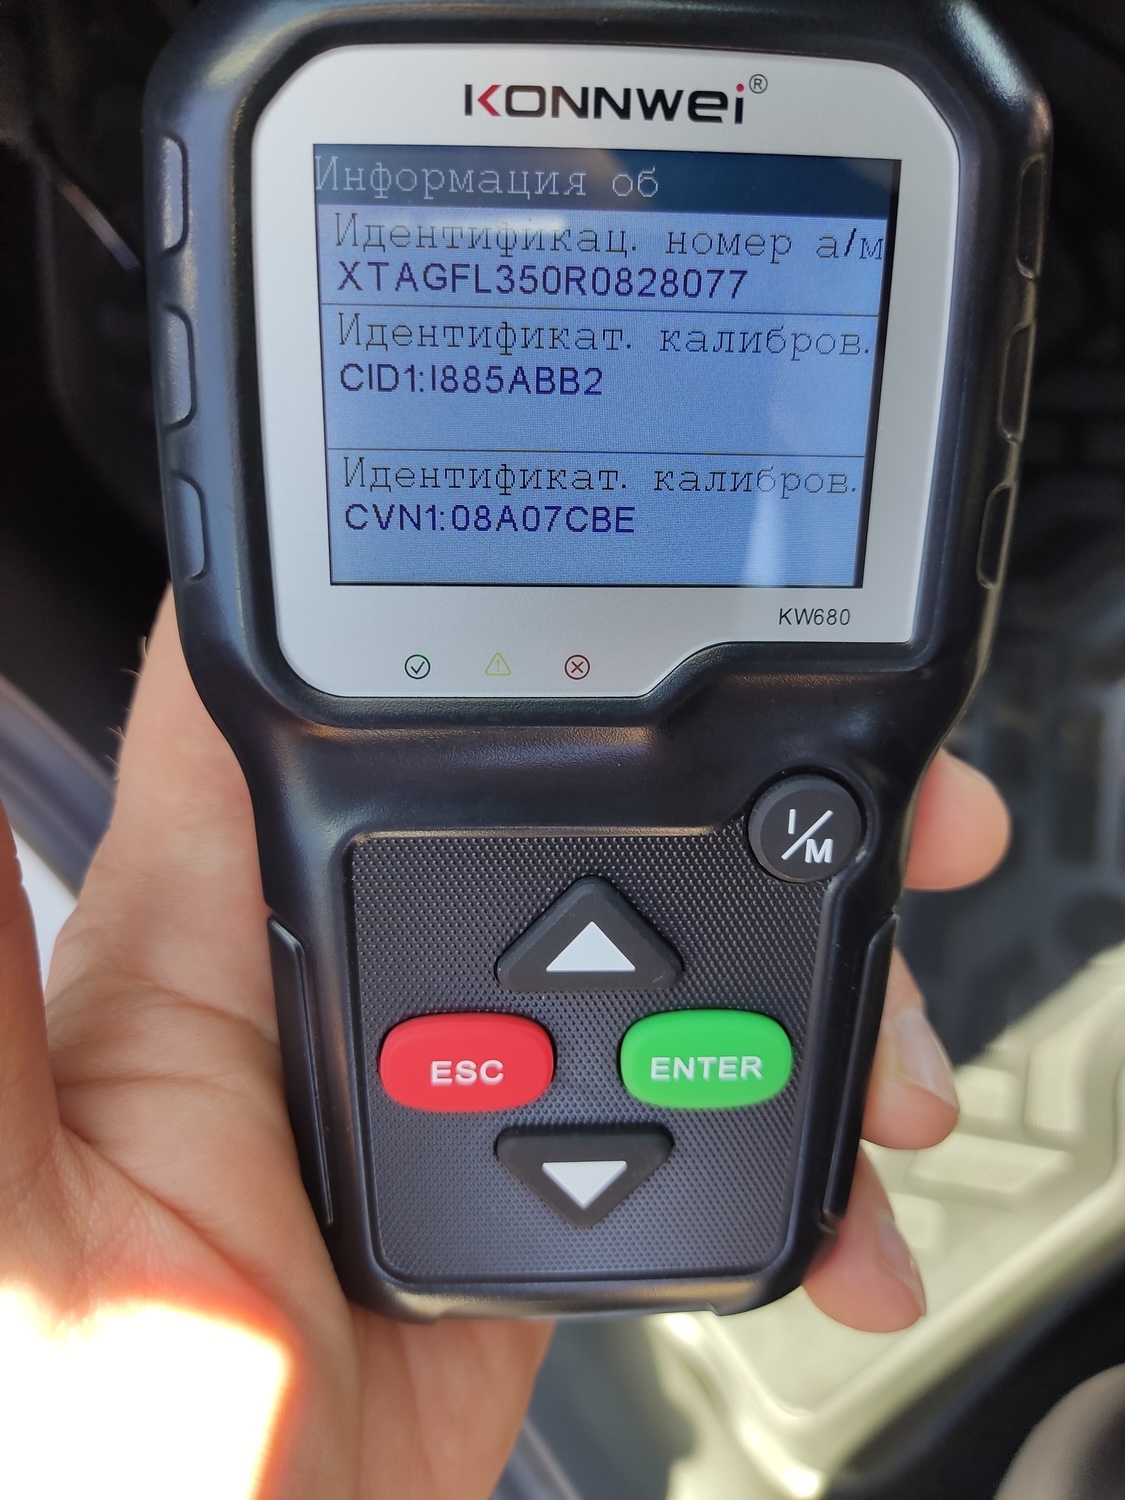 KONNWEI®
Информация об
Идентификац. номер а/м
XTAGFL350R0828077
Идентификат. калибров.
CID1:I885ABB2
Идентификат. калибров.
CVN1:08A07CBE
KW680
I/M
ESC
ENTER